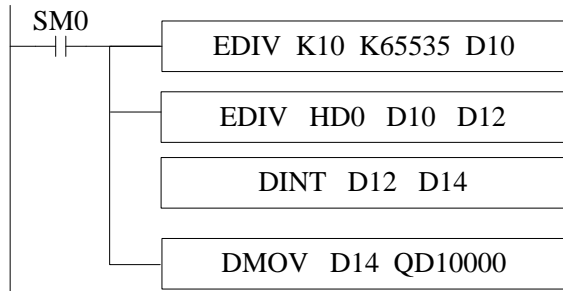 SM0
EDIV K10 K65535 D10
EDIV HD0 D10 D12
DINT D12 D14
DMOV D14 QD10000